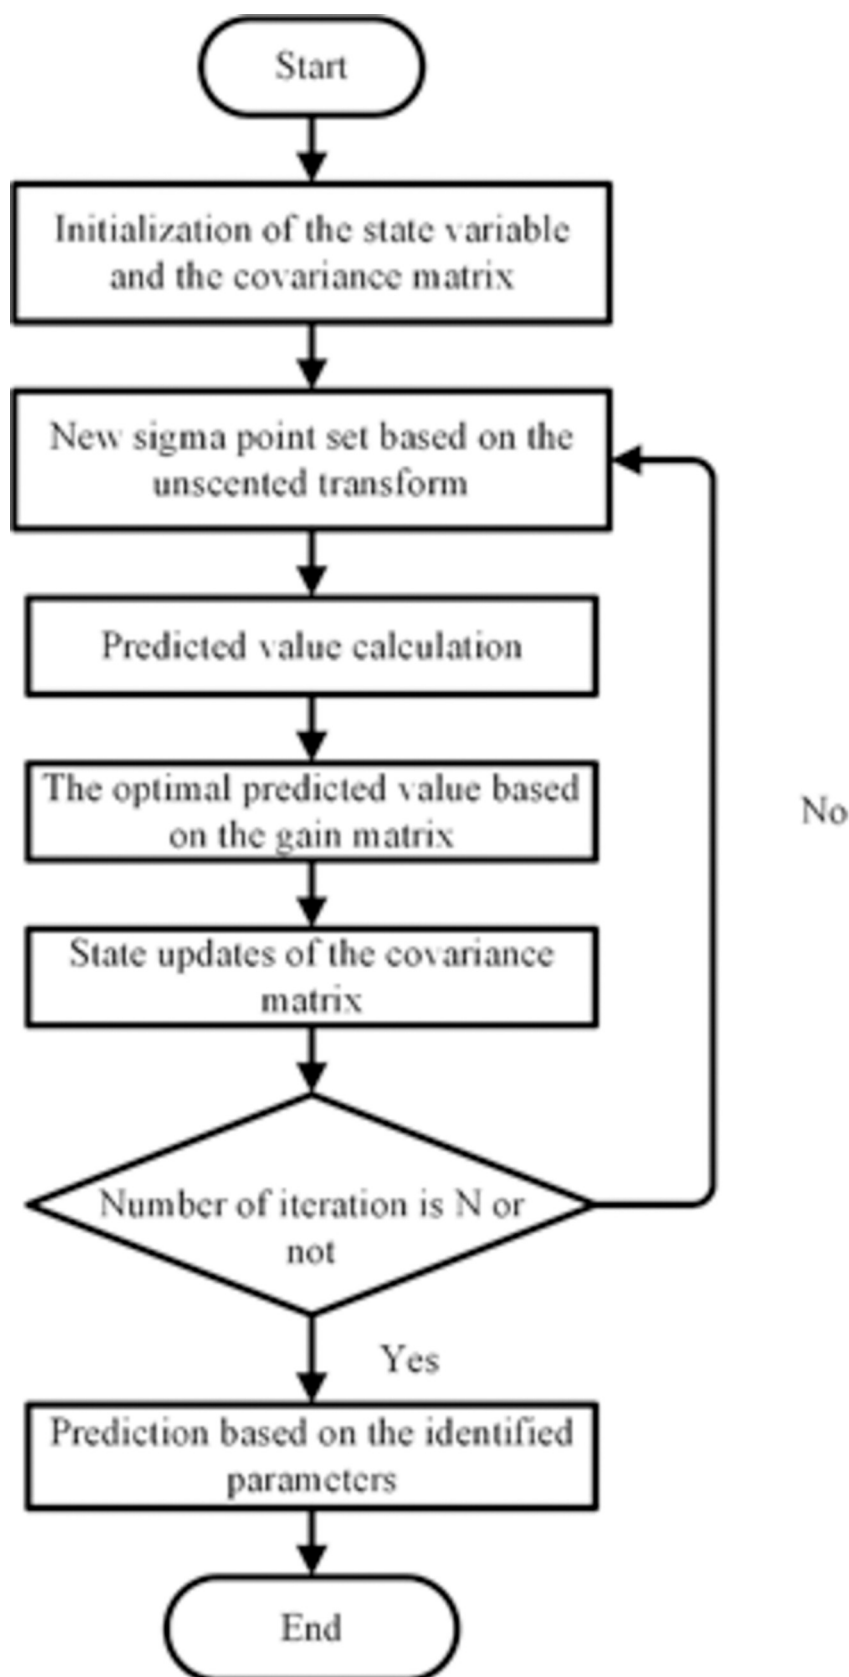 Start
Initialization of the state variable
and the covariance matrix
New sigma point set based on the
unscented transform
Predicted value calculation
The optimal predicted value based
on the gain matrix
No
State updates of the covariance
matrix
Number of iteration is N or
not
Yes
Prediction based on the identified
parameters
End